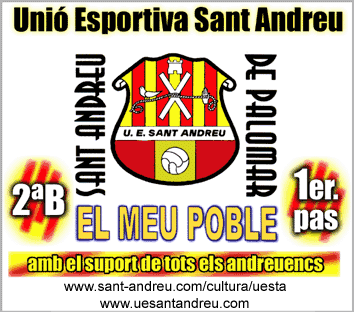 Unió Esportiva Sant Andreu
SANT ANDREU
DE PALOMAR
U. E. SANT ANDREU
2ªB
1er.
pas
EL MEU POBLE
amb el suport de tots els andreuencs
www.sant-andreu.com/cultura/uesta
www.uesantandreu.com